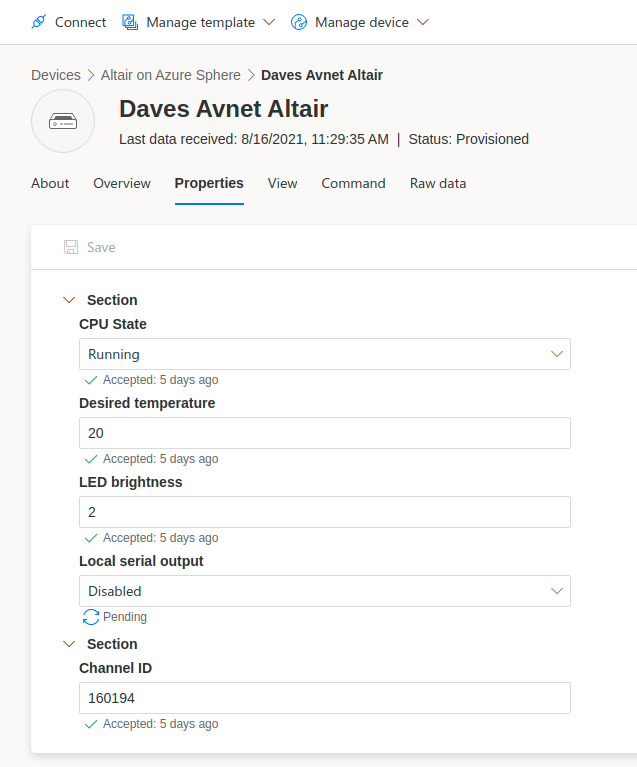 Connect Manage template Manage device
Devices Altair on Azure Sphere Daves Avnet Altair
Daves Avnet Altair
Last data received: 8/16/2021, 11:29:35 AM | Status: Provisioned
About Overview Properties View Command Raw data
Save
Section
CPU State
Running
Accepted: 5 days ago
Desired temperature
20
Accepted: 5 days ago
LED brightness
2
Accepted: 5 days ago
Local serial output
Disabled
Pending
Section
Channel ID
160194
Accepted: 5 days ago